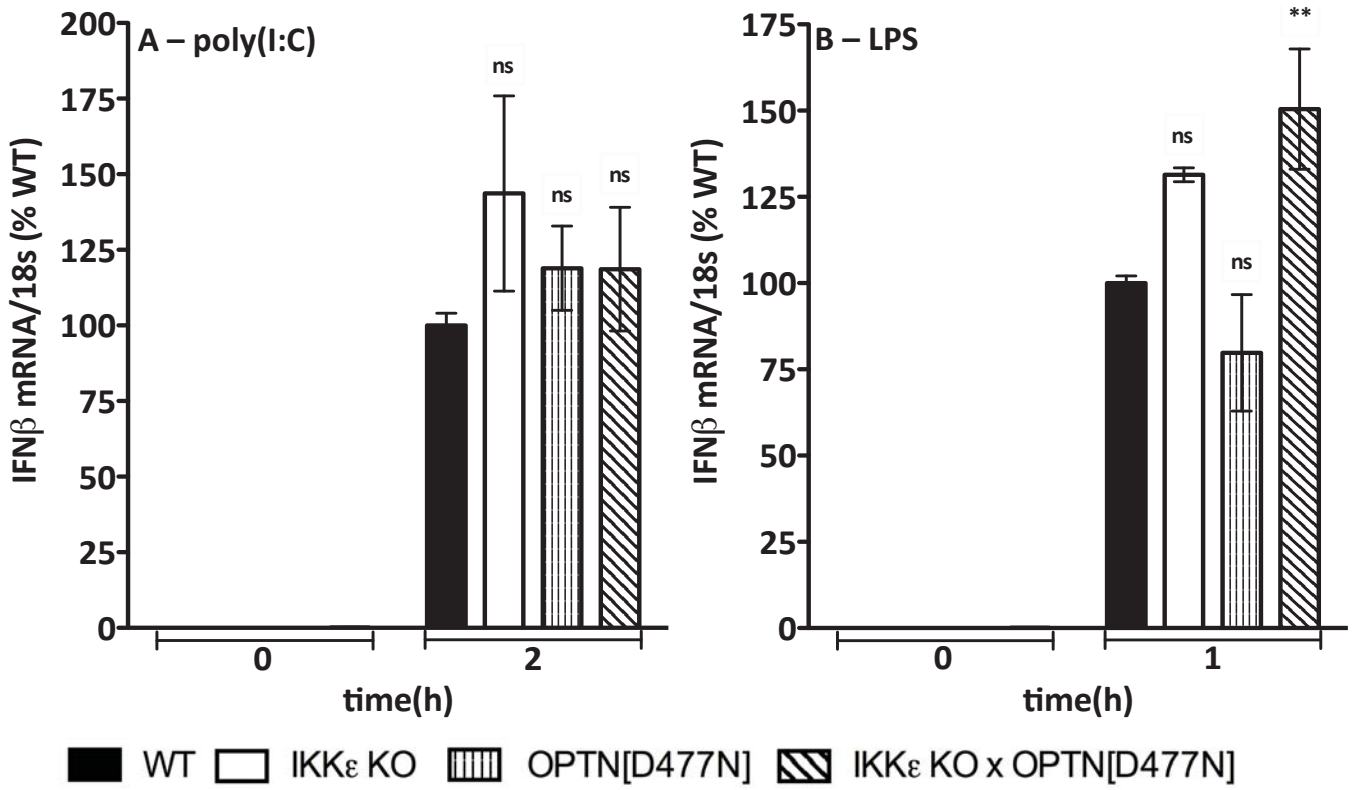 A – poly(I:C)
IFNβ mRNA/18s (% WT)
200
175
150
125
100
75
50
25
0
ns
ns
ns
0
2
time(h)
B – LPS
IFNβ mRNA/18s (% WT)
175
150
125
100
75
50
25
0
ns
ns
**
0
1
time(h)
WT IKKε KO OPTN[D477N] IKKε KO x OPTN[D477N]